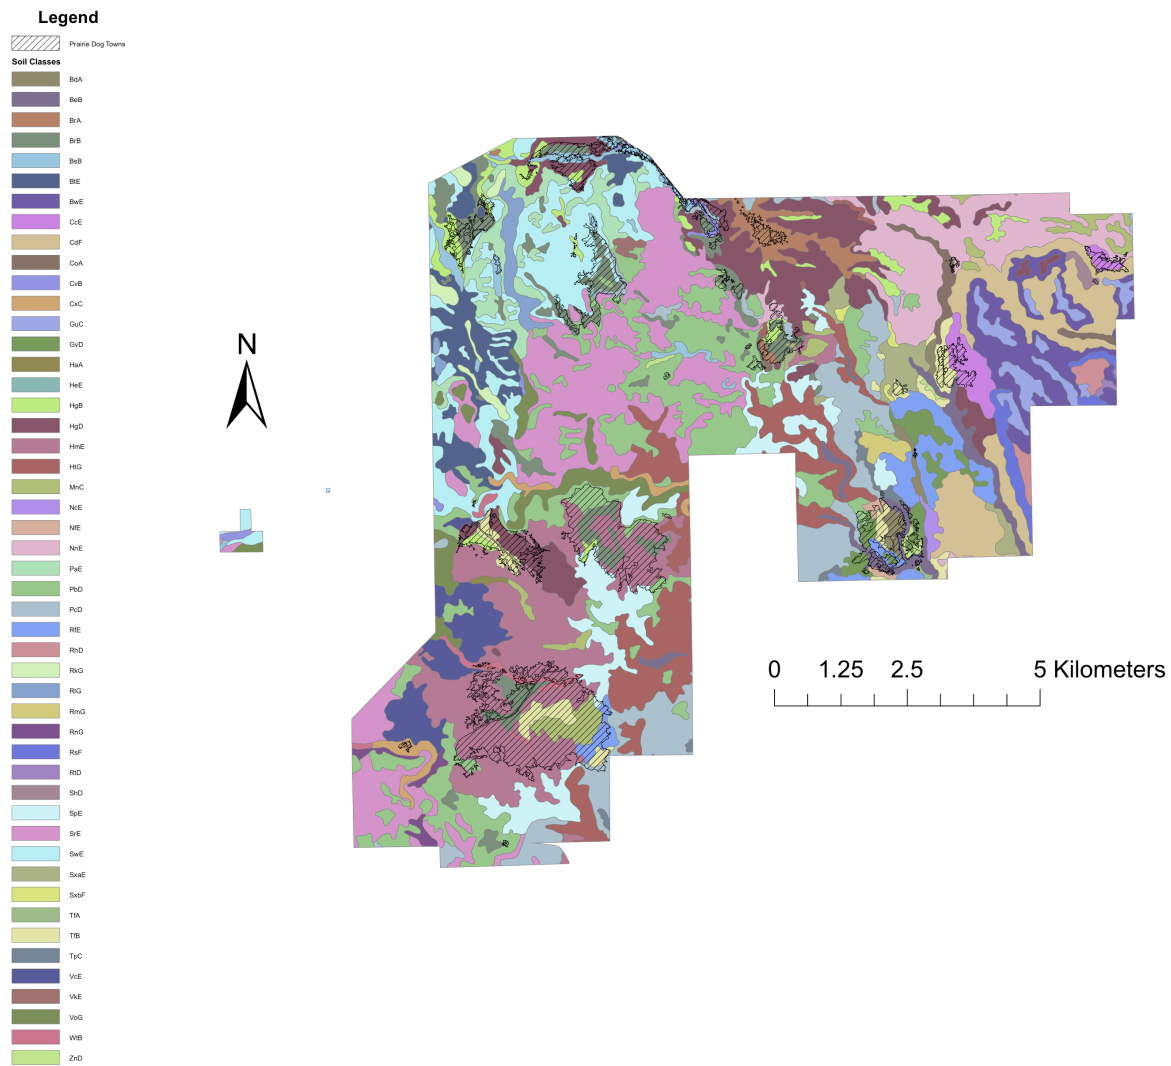 Legend
Prairie Dog Towns
Soil Classes
BdA
BeB
BrA
BrB
BsB
BtE
BwE
CcE
CdF
CoA
CvB
CxC
GuC
GvD
HaA
HeE
HgB
HgD
HmE
HtG
MnC
NcE
NfE
NnE
PaE
PbD
PcD
RfE
RhD
RkG
RlG
RmG
RnG
RsF
RtD
ShD
SpE
SrE
SwE
SxaE
SxbF
TfA
TfB
TpC
VcE
VkE
VoG
WtB
ZnD
N
0 1.25 2.5 5 Kilometers